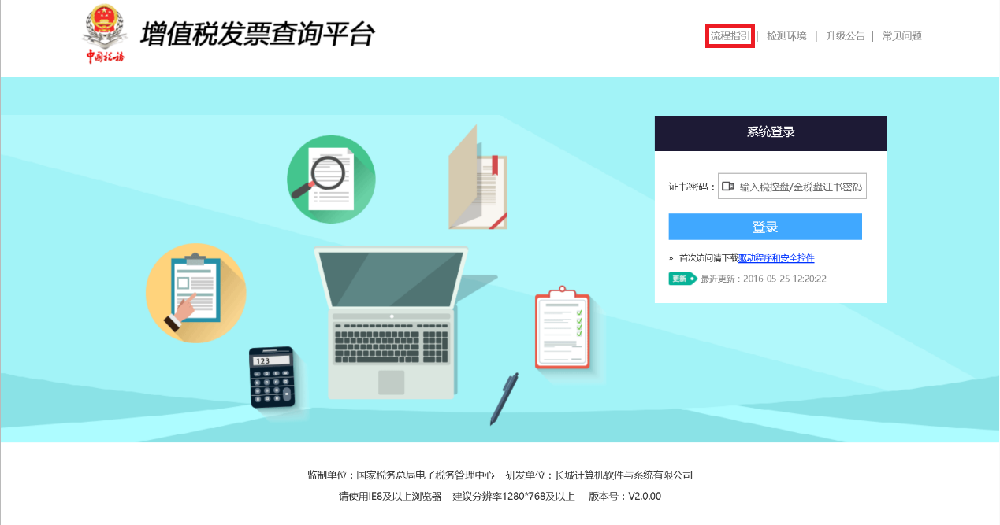 中国税务
增值税发票查询平台
流程指引 | 检测环境 | 升级公告 | 常见问题
系统登录
证书密码：输入税控盘/金税盘证书密码
登录
» 首次访问请下载驱动程序和安全控件
更新 最近更新：2016-05-25 12:20:22
123
监制单位：国家税务总局电子税务管理中心 研发单位：长城计算机软件与系统有限公司
请使用IE8及以上浏览器 建议分辨率1280*768及以上 版本号：V2.0.00